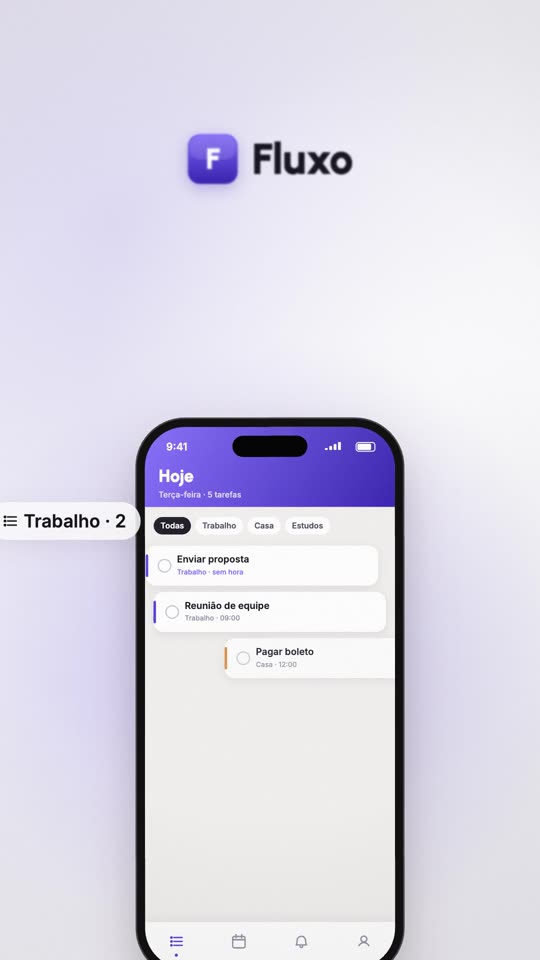 F Fluxo
9:41
Hoje
Terça-feira · 5 tarefas
Trabalho · 2
Todas Trabalho Casa Estudos
Enviar proposta
Trabalho · sem hora
Reunião de equipe
Trabalho · 09:00
Pagar boleto
Casa · 12:00